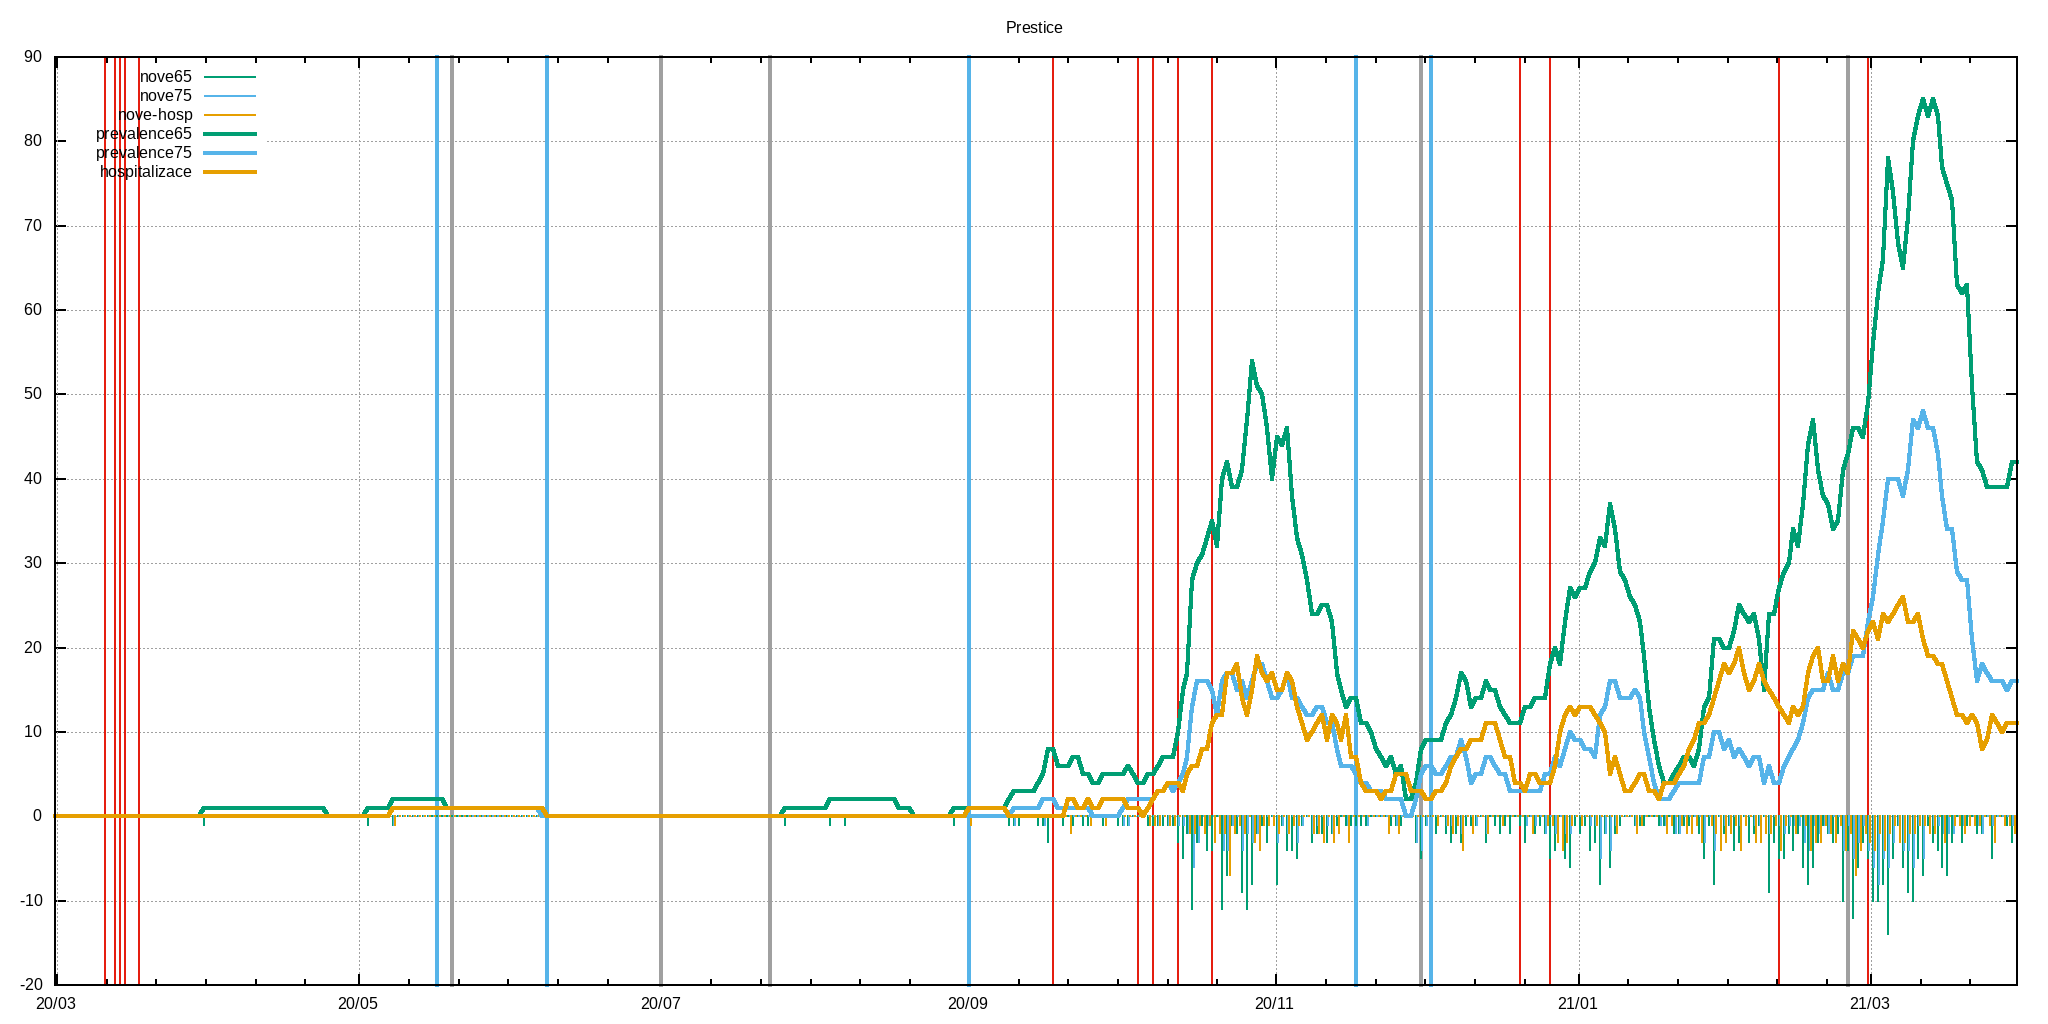 Prestice
90
80
70
60
50
40
30
20
10
0
-10
-20
nove65
nove75
nove-hosp
prevalence65
prevalence75
hospitalizace
20/03 20/05 20/07 20/09 20/11 21/01 21/03